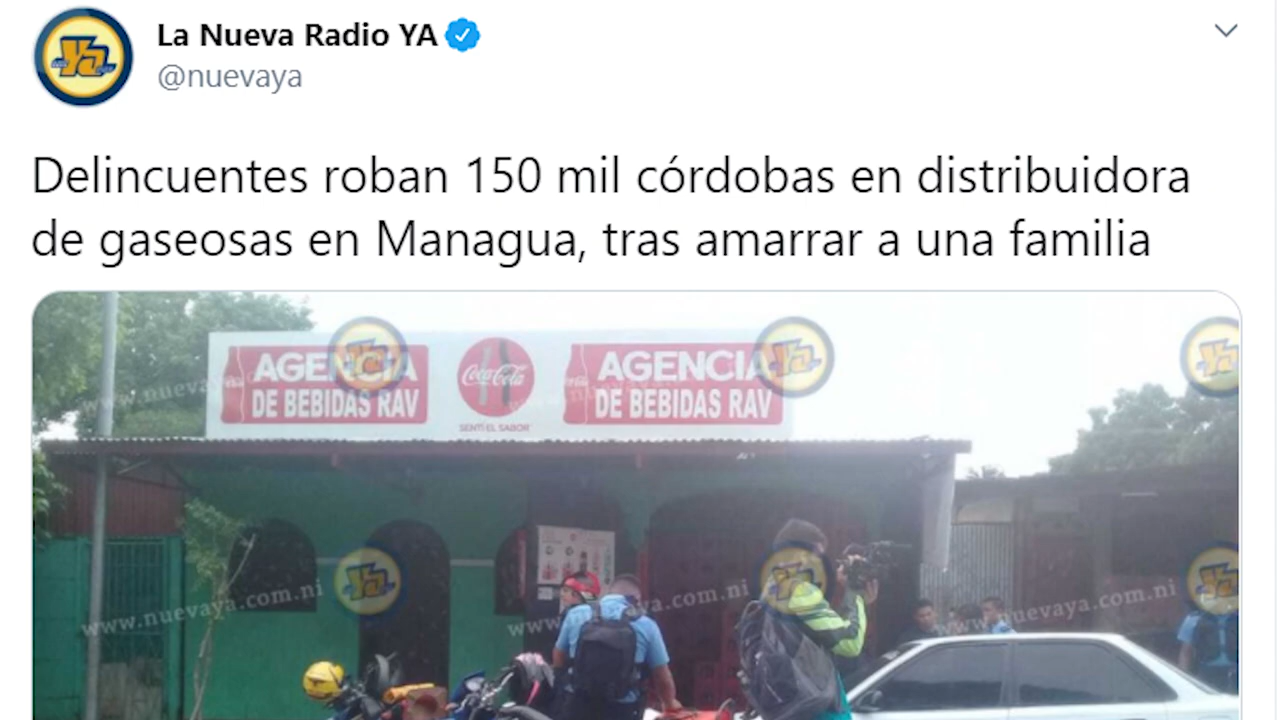 La Nueva Radio YA
@nuevaya
Delincuentes roban 150 mil córdobas en distribuidora
de gaseosas en Managua, tras amarrar a una familia
AGENCIA
DE BEBIDAS RAV
Coca-Cola
SENTÍ EL SABOR
AGENCIA
DE BEBIDAS RAV
Ya
www.nuevaya.com.ni
www.nuevaya.com.ni
www.nuevaya.com.ni